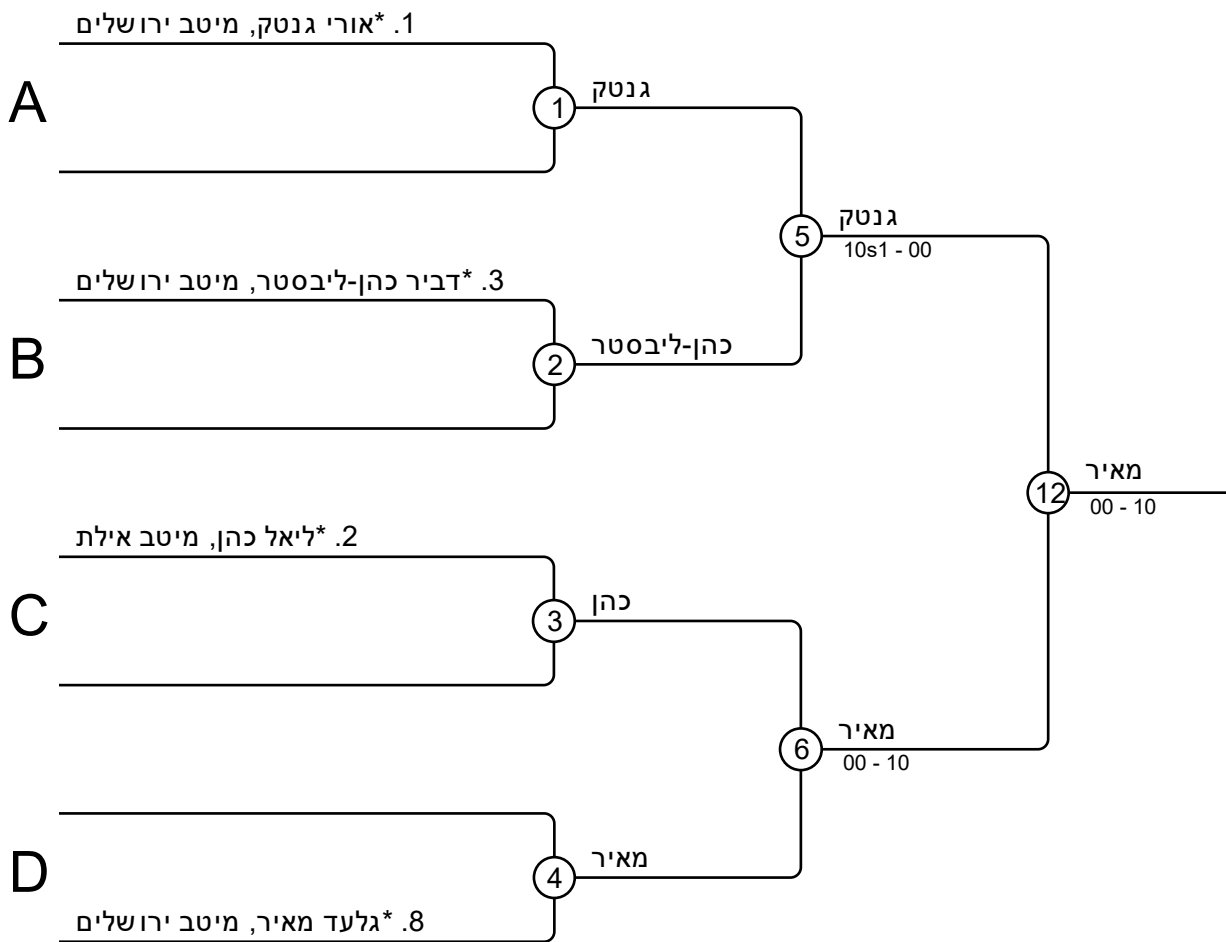 1. *אורי גנטק, מיטב ירושלים
A
1
גנטק
5
גנטק
10s1 - 00
3. *דביר כהן-ליבסטר, מיטב ירושלים
B
2
כהן-ליבסטר
12
מאיר
00 - 10
2. *ליאל כהן, מיטב אילת
C
3
כהן
6
מאיר
00 - 10
D
4
מאיר
8. *גלעד מאיר, מיטב ירושלים